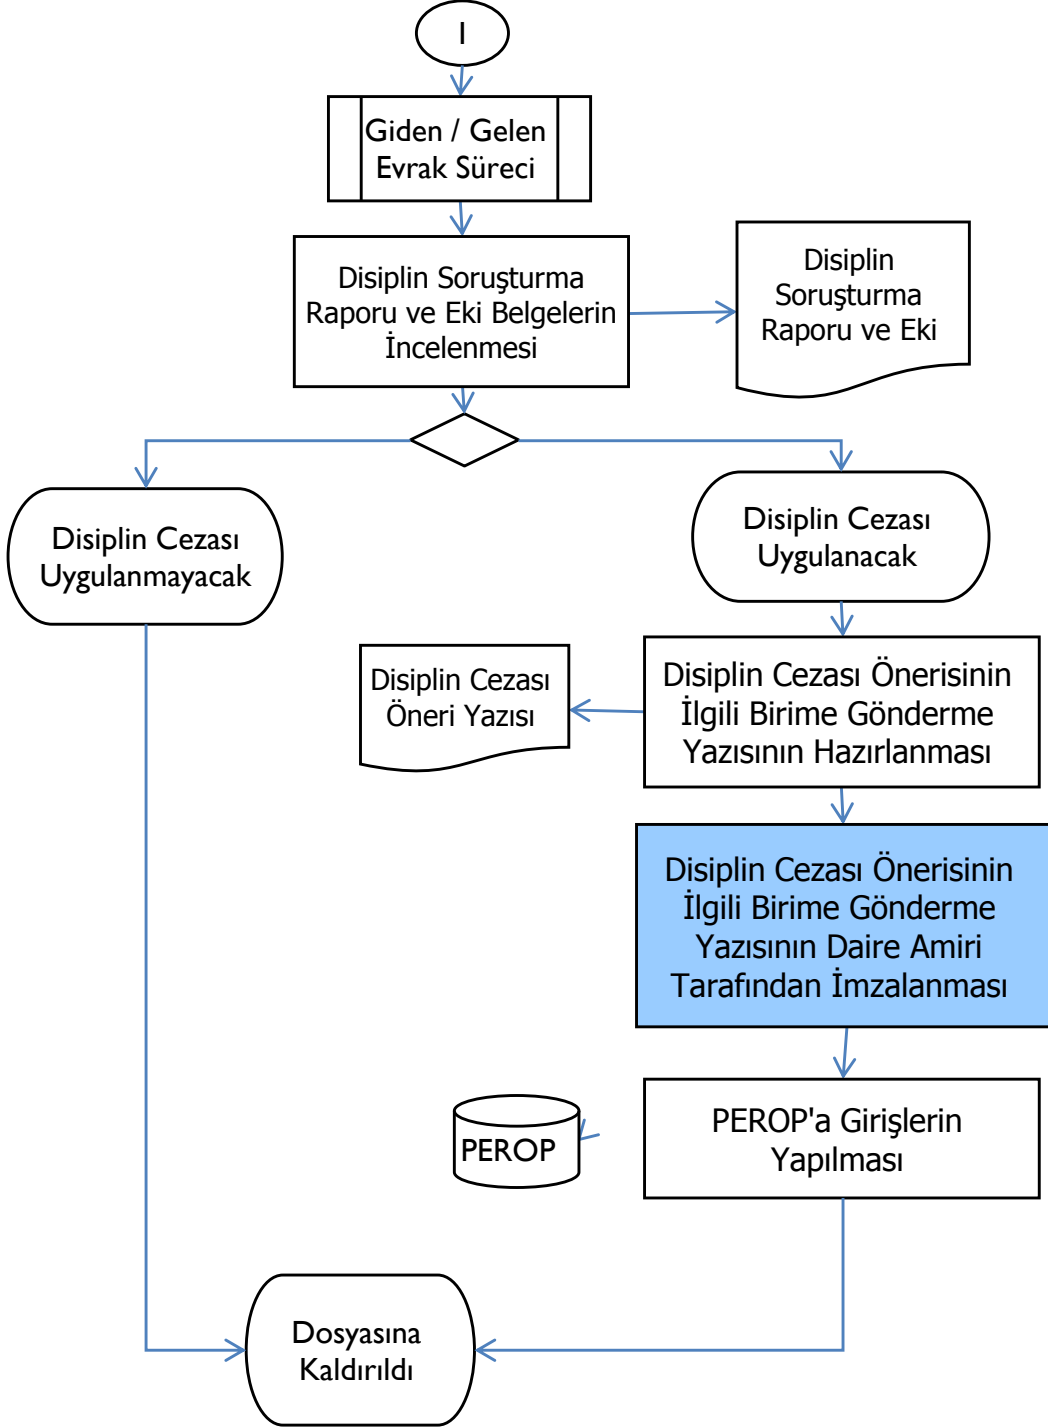 I
Giden / Gelen
Evrak Süreci
Disiplin Soruşturma
Raporu ve Eki Belgelerin
İncelenmesi
Disiplin
Soruşturma
Raporu ve Eki
Disiplin Cezası
Uygulanmayacak
Disiplin Cezası
Uygulanacak
Disiplin Cezası
Öneri Yazısı
Disiplin Cezası Önerisinin
İlgili Birime Gönderme
Yazısının Hazırlanması
Disiplin Cezası Önerisinin
İlgili Birime Gönderme
Yazısının Daire Amiri
Tarafından İmzalanması
PEROP
PEROP'a Girişlerin
Yapılması
Dosyasına
Kaldırıldı